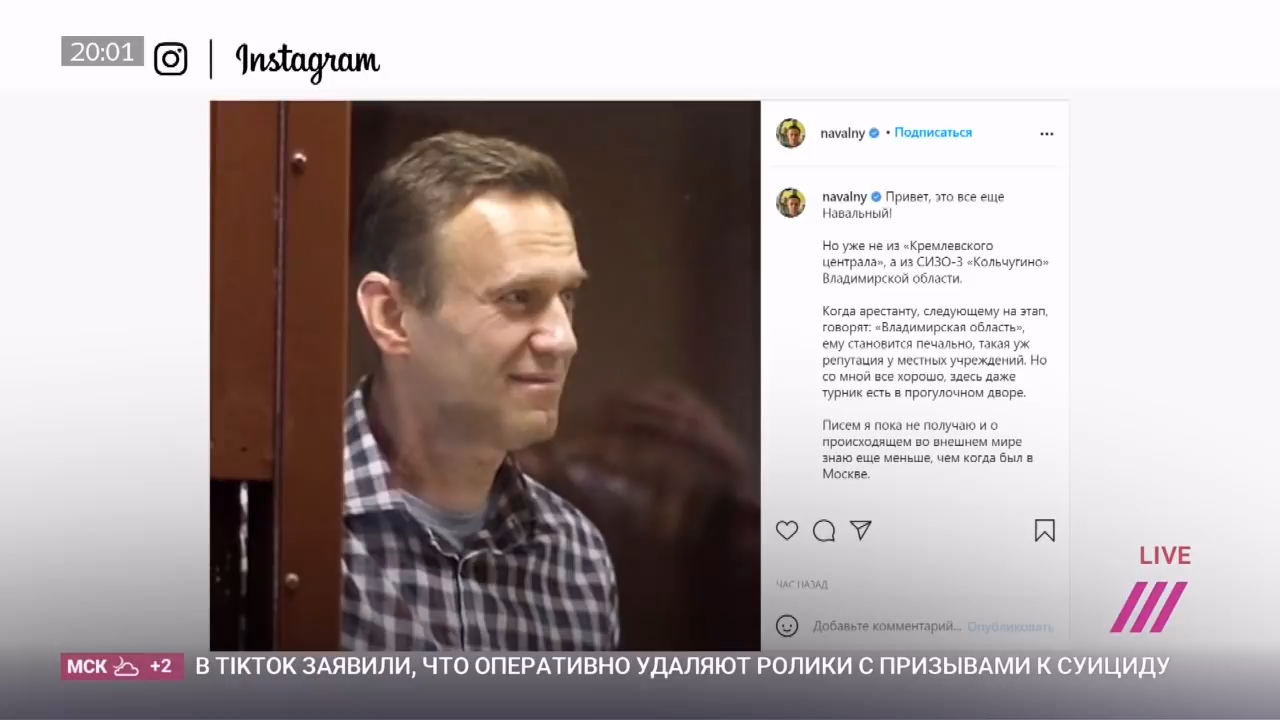 20:01
Instagram
navalny • Подписаться
navalny Привет, это все еще
Навальный!
Но уже не из «Кремлевского
централа», а из СИЗО-3 «Кольчугино»
Владимирской области.
Когда арестанту, следующему на этап,
говорят: «Владимирская область»,
ему становится печально, такая уж
репутация у местных учреждений. Но
со мной все хорошо, здесь даже
турник есть в прогулочном дворе.
Писем я пока не получаю и о
происходящем во внешнем мире
знаю еще меньше, чем когда был в
Москве.
ЧАС НАЗАД
Добавьте комментарий... Опубликовать
LIVE
МСК +2
В TIKTOK ЗАЯВИЛИ, ЧТО ОПЕРАТИВНО УДАЛЯЮТ РОЛИКИ С ПРИЗЫВАМИ К СУИЦИДУ